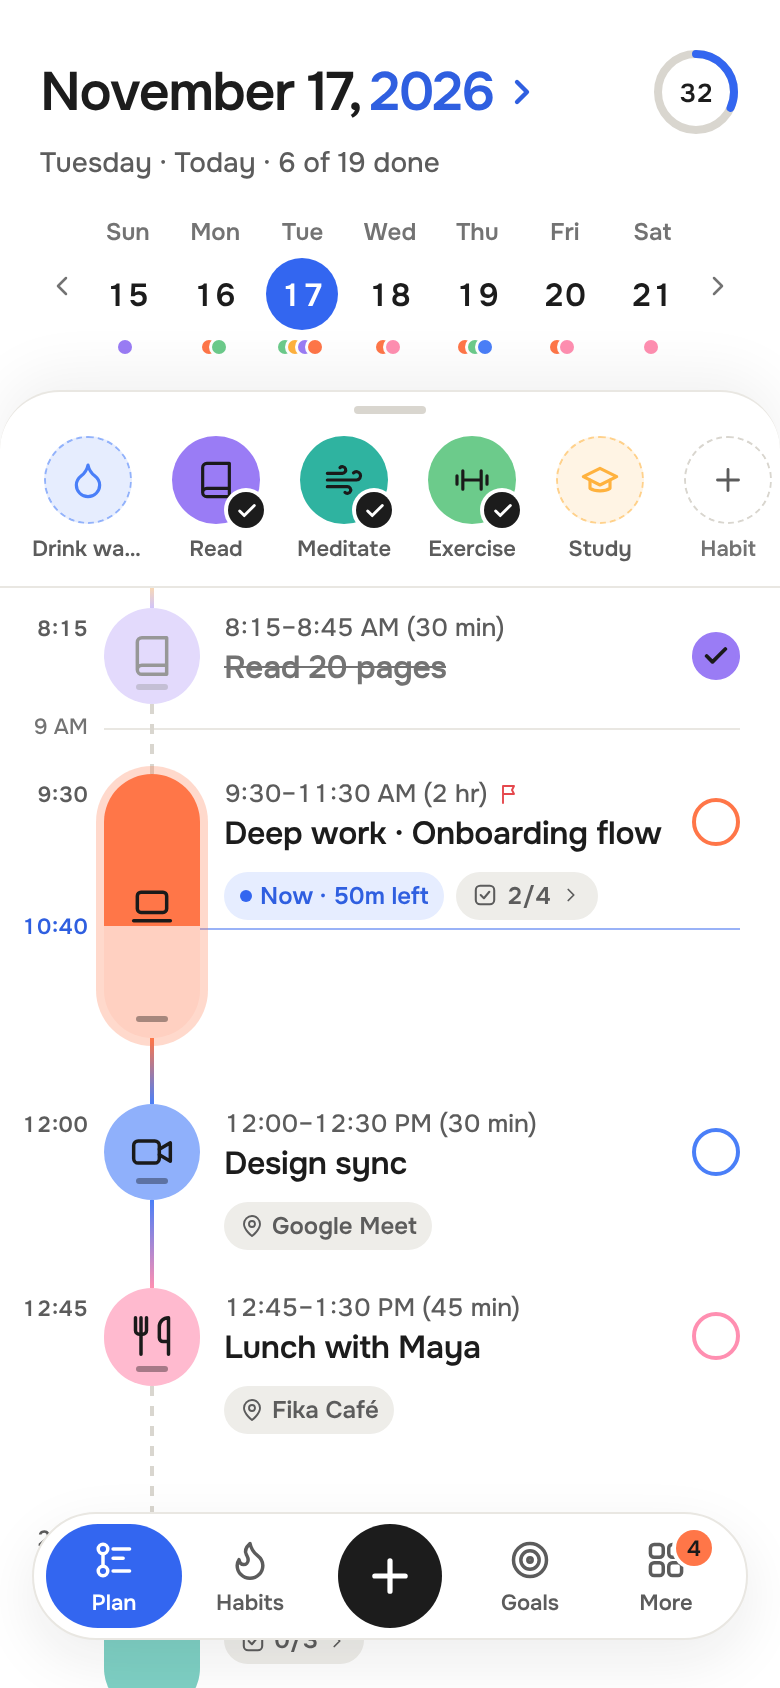 November 17, 2026
32
Tuesday · Today · 6 of 19 done
Sun Mon Tue Wed Thu Fri Sat
15 16 17 18 19 20 21
Drink wa... Read Meditate Exercise Study Habit
8:15 8:15–8:45 AM (30 min)
Read 20 pages
9 AM
9:30 9:30–11:30 AM (2 hr)
Deep work · Onboarding flow
Now · 50m left 2/4
10:40
12:00 12:00–12:30 PM (30 min)
Design sync
Google Meet
12:45 12:45–1:30 PM (45 min)
Lunch with Maya
Fika Café
4
Plan Habits Goals More
0/3